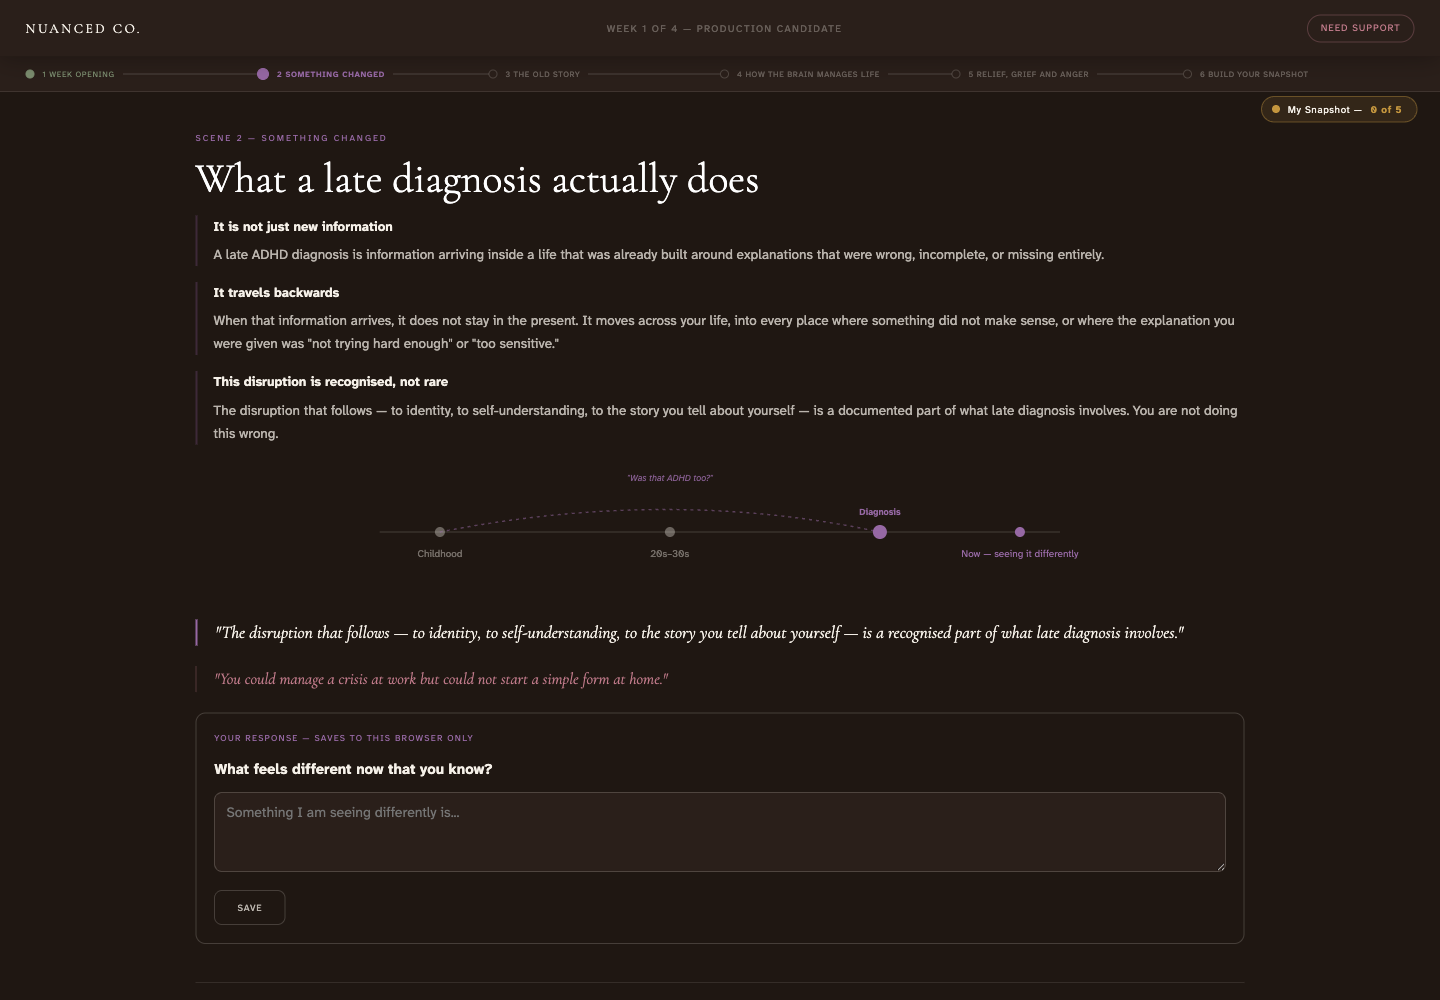 NUANCED CO.
WEEK 1 OF 4 — PRODUCTION CANDIDATE
NEED SUPPORT
1 WEEK OPENING
2 SOMETHING CHANGED
3 THE OLD STORY
4 HOW THE BRAIN MANAGES LIFE
5 RELIEF, GRIEF AND ANGER
6 BUILD YOUR SNAPSHOT
My Snapshot — 0 of 5
SCENE 2 — SOMETHING CHANGED
What a late diagnosis actually does
It is not just new information
A late ADHD diagnosis is information arriving inside a life that was already built around explanations that were wrong, incomplete, or missing entirely.
It travels backwards
When that information arrives, it does not stay in the present. It moves across your life, into every place where something did not make sense, or where the explanation you
were given was "not trying hard enough" or "too sensitive."
This disruption is recognised, not rare
The disruption that follows — to identity, to self-understanding, to the story you tell about yourself — is a documented part of what late diagnosis involves. You are not doing
this wrong.
"Was that ADHD too?"
Diagnosis
Childhood
20s–30s
Now — seeing it differently
"The disruption that follows — to identity, to self-understanding, to the story you tell about yourself — is a recognised part of what late diagnosis involves."
"You could manage a crisis at work but could not start a simple form at home."
YOUR RESPONSE — SAVES TO THIS BROWSER ONLY
What feels different now that you know?
Something I am seeing differently is...
SAVE